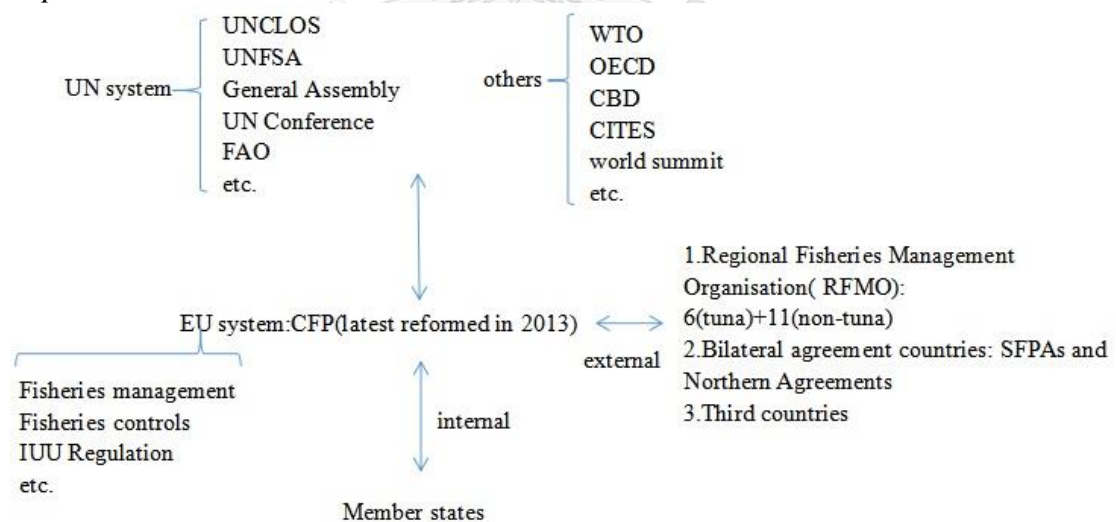 UN system
UNCLOS
UNFSA
General Assembly
UN Conference
FAO
etc.
others
WTO
OECD
CBD
CITES
world summit
etc.
EU system:CFP(latest reformed in 2013)
Fisheries management
Fisheries controls
IUU Regulation
etc.
external
1.Regional Fisheries Management
Organisation( RFMO):
6(tuna)+11(non-tuna)
2.Bilateral agreement countries: SFPAs and
Northern Agreements
3.Third countries
internal
Member states